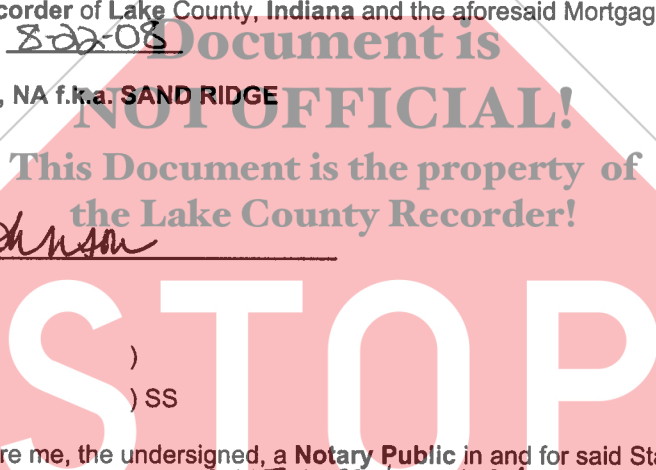 corder of Lake County, Indiana and the aforesaid Mortgag
8-22-08
Document is
, NA f.k.a. SAND RIDGE
NOT OFFICIAL!
This Document is the property of
the Lake County Recorder!
ohnson
)
) SS
STOP
re me, the undersigned, a Notary Public in and for said Sta